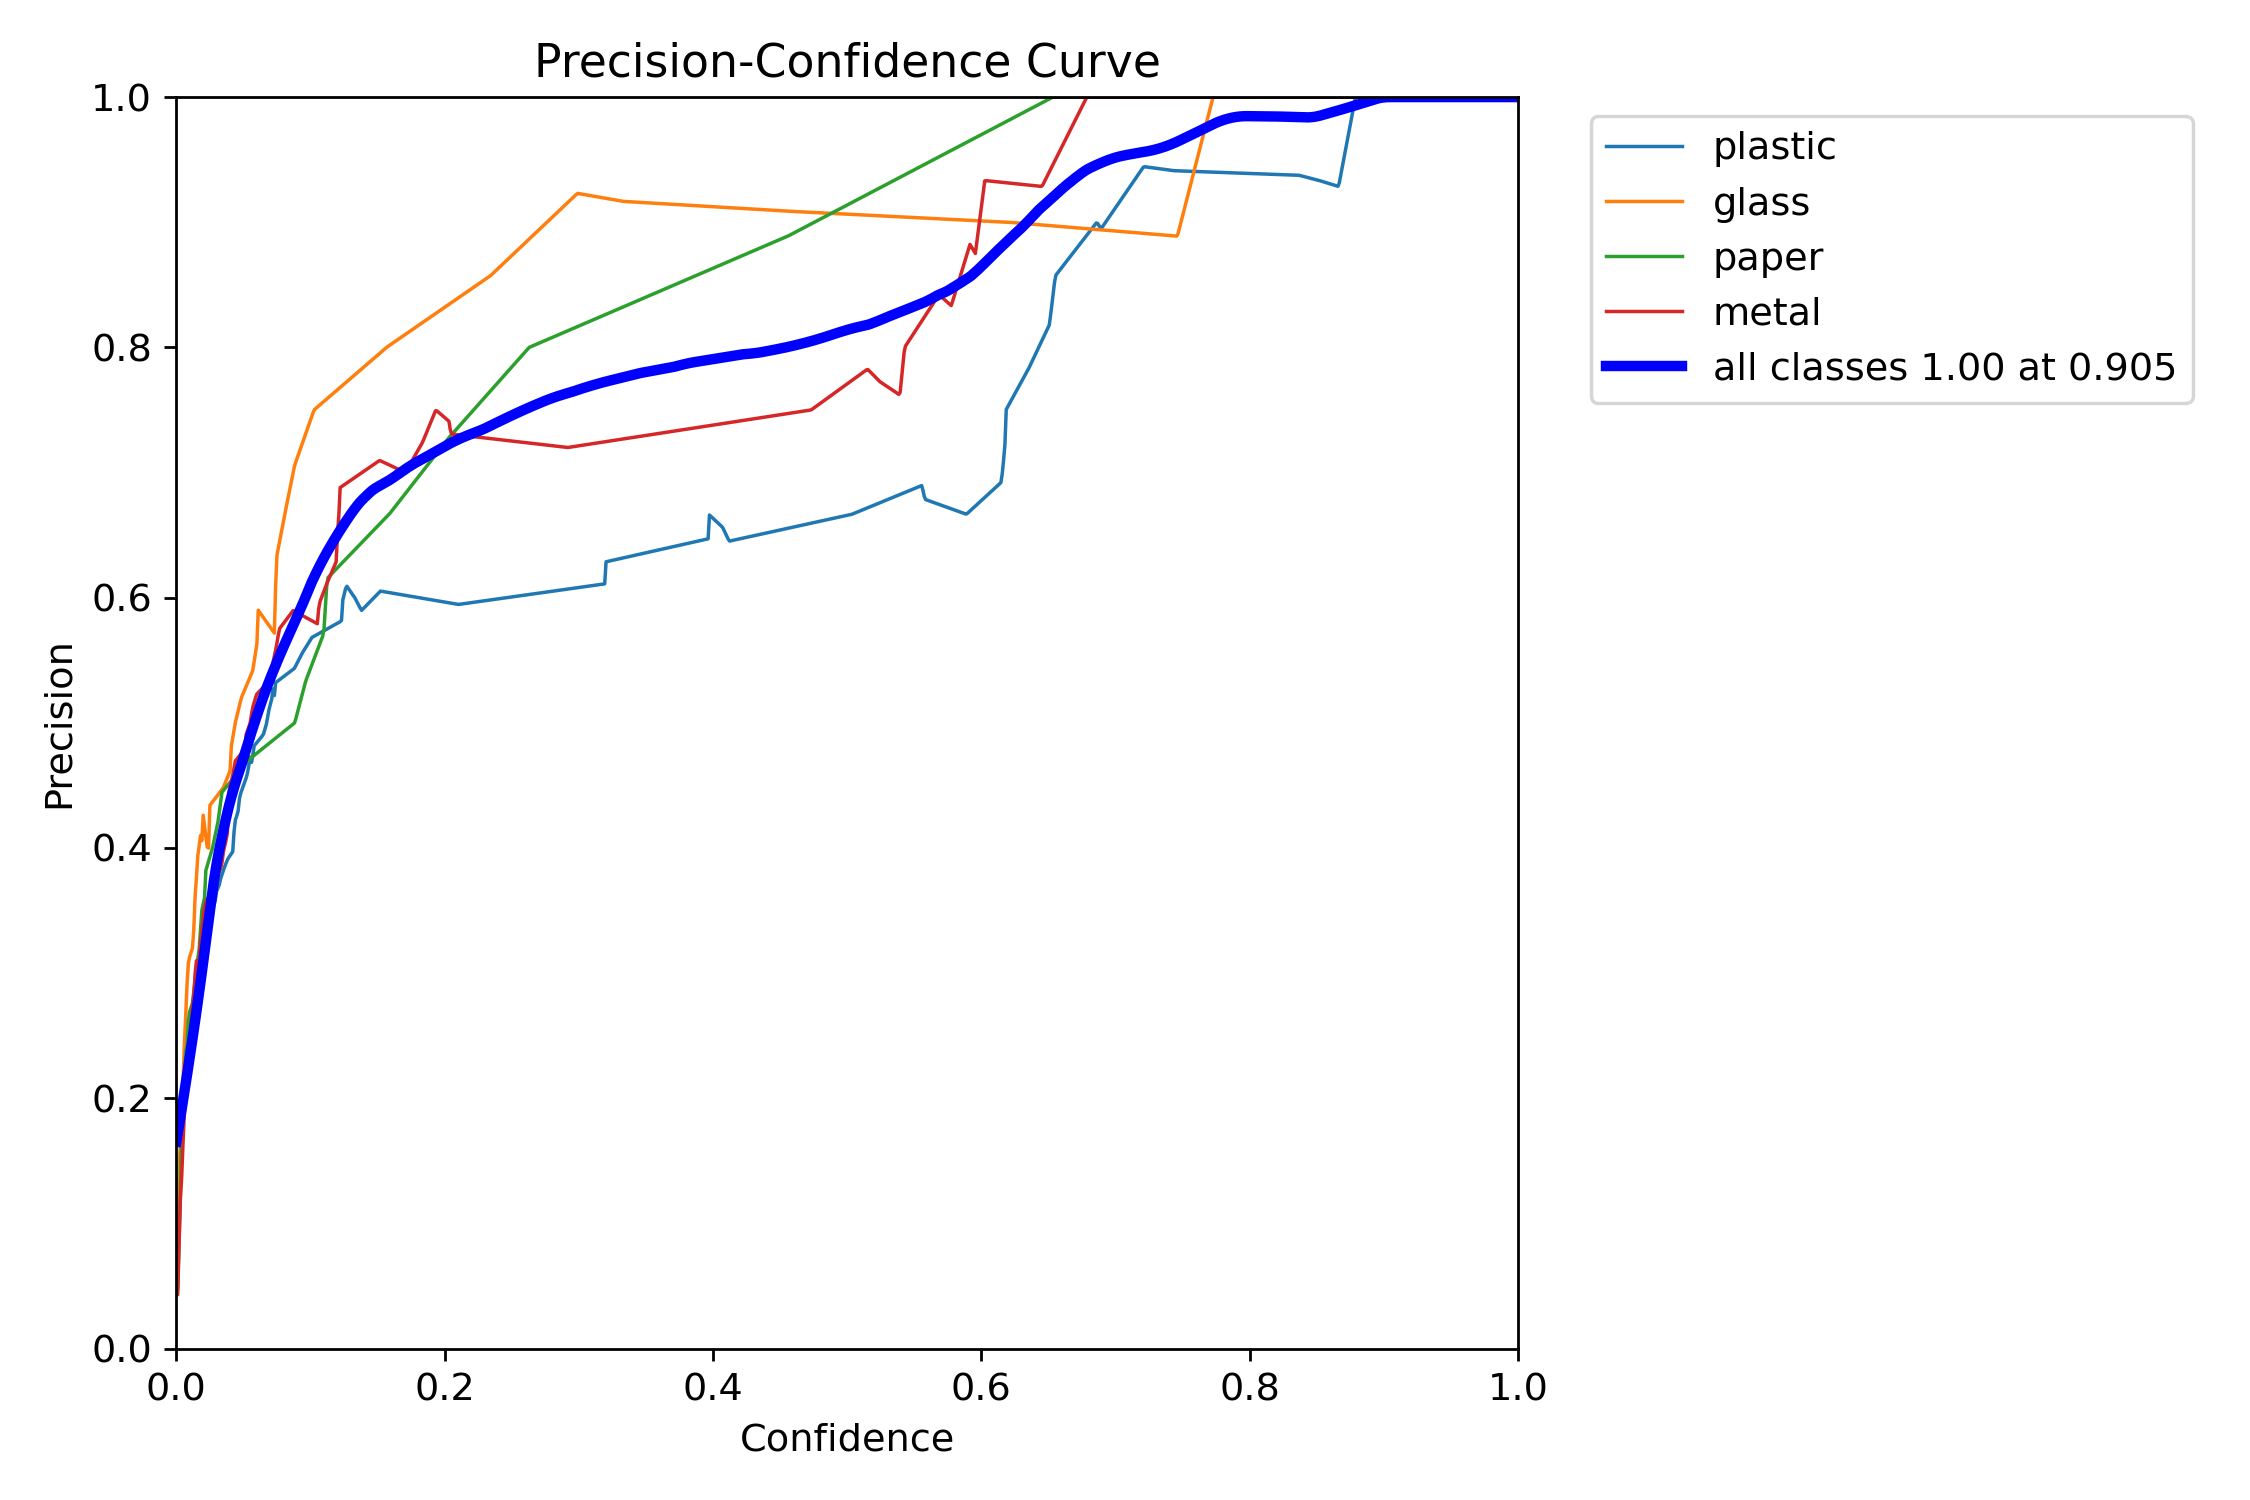 Precision-Confidence Curve
1.0
0.8
0.6
0.4
0.2
0.0
Precision
0.0 0.2 0.4 0.6 0.8 1.0
Confidence
plastic
glass
paper
metal
all classes 1.00 at 0.905